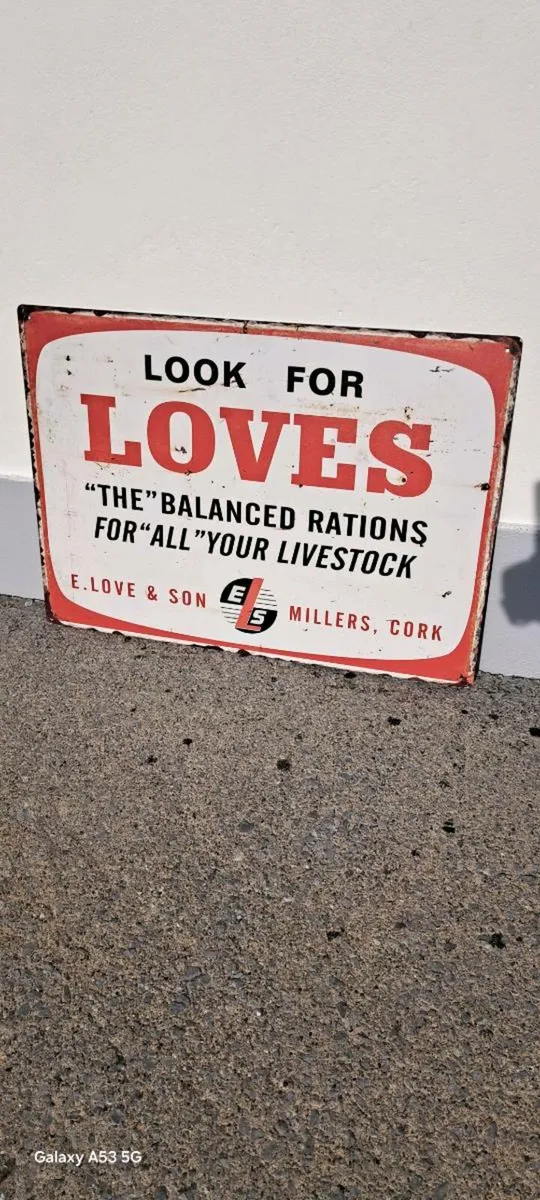 LOOK FOR
LOVES
“THE” BALANCED RATIONS
FOR “ALL” YOUR LIVESTOCK
E. LOVE & SON ELS MILLERS, CORK
Galaxy A53 5G